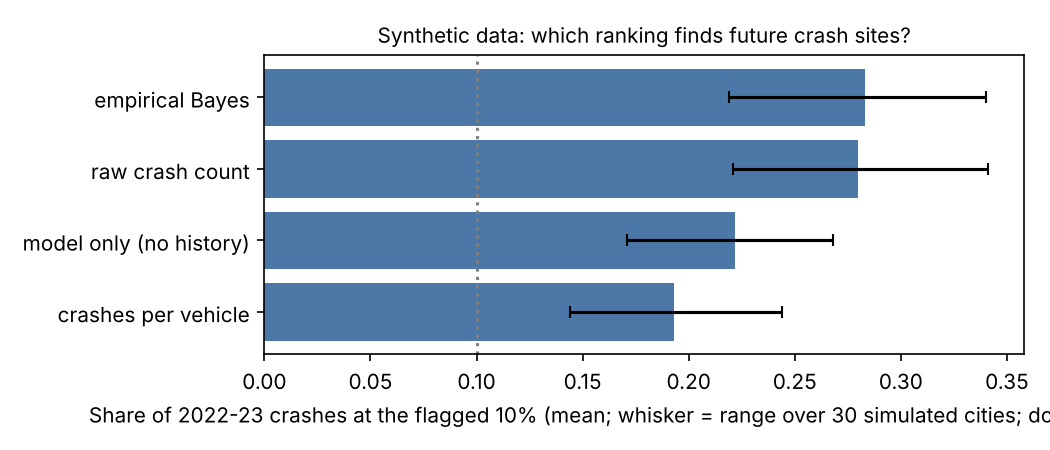 Synthetic data: which ranking finds future crash sites?
empirical Bayes
raw crash count
model only (no history)
crashes per vehicle
0.00 0.05 0.10 0.15 0.20 0.25 0.30 0.35
Share of 2022-23 crashes at the flagged 10% (mean; whisker = range over 30 simulated cities;